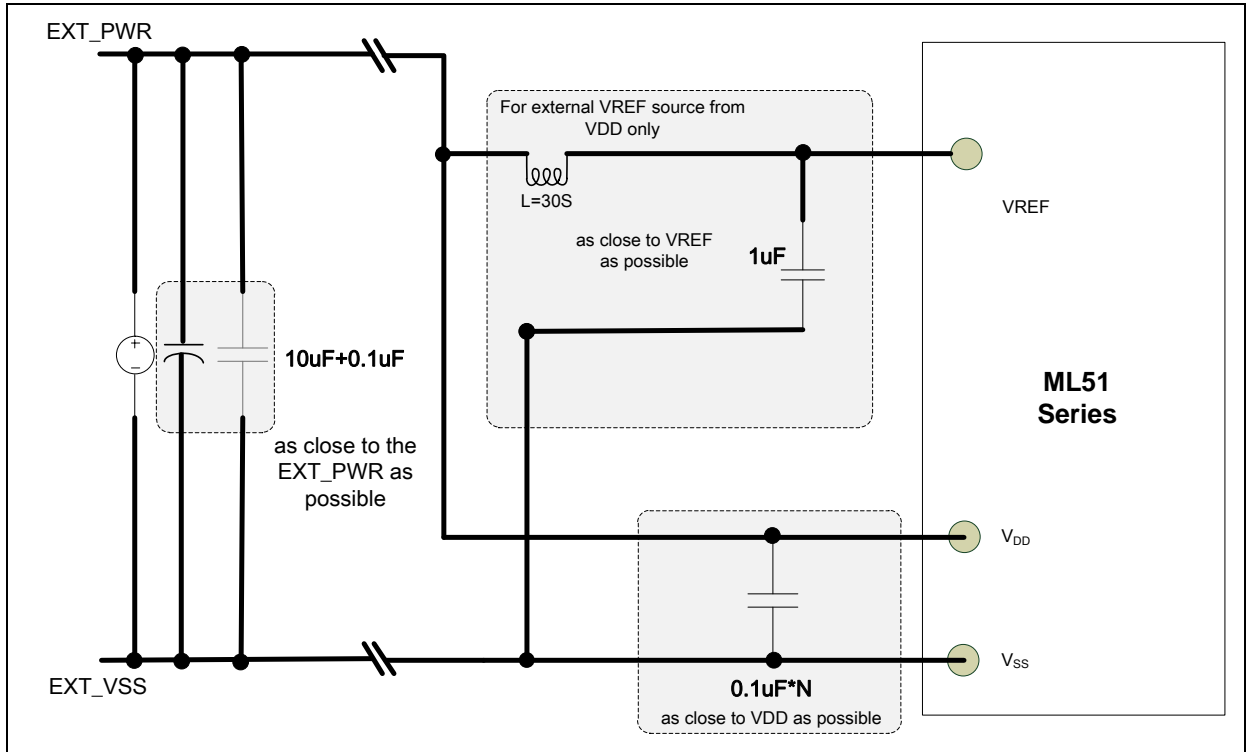 EXT_PWR
For external VREF source from
VDD only
L=30S
as close to VREF
as possible
1uF
VREF
+
−
10uF+0.1uF
as close to the
EXT_PWR as
possible
ML51
Series
VDD
VSS
EXT_VSS
0.1uF*N
as close to VDD as possible